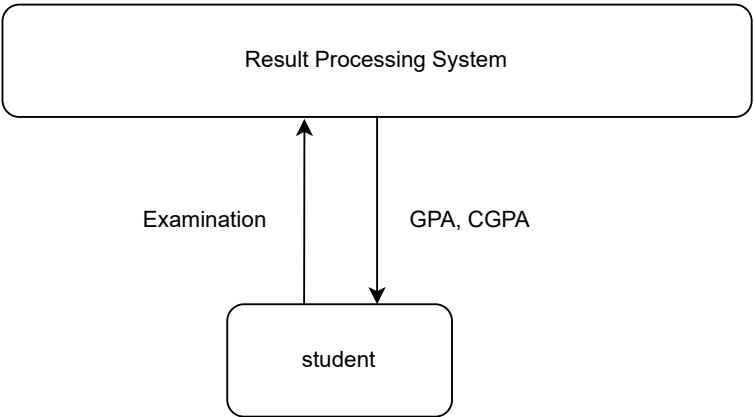 Result Processing System
Examination
GPA, CGPA
student